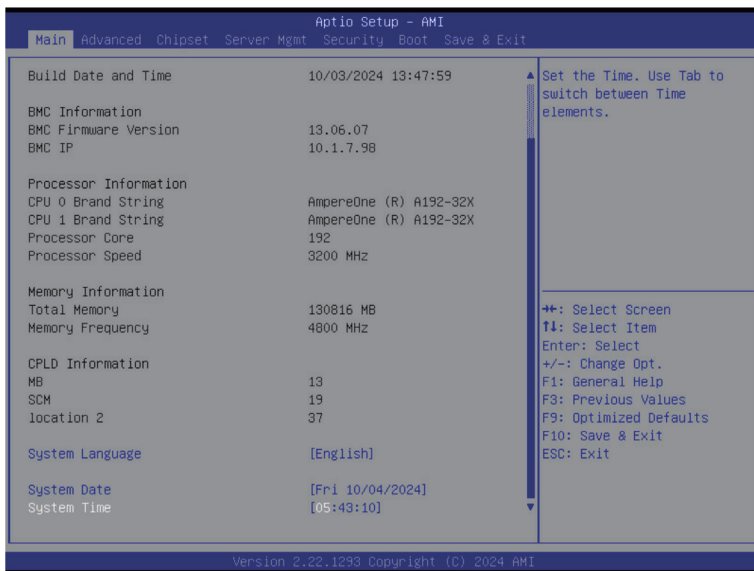 Aptio Setup – AMI
Main Advanced Chipset Server Mgmt Security Boot Save & Exit
Build Date and Time 10/03/2024 13:47:59
BMC Information
BMC Firmware Version 13.06.07
BMC IP 10.1.7.98
Processor Information
CPU 0 Brand String AmpereOne (R) A192-32X
CPU 1 Brand String AmpereOne (R) A192-32X
Processor Core 192
Processor Speed 3200 MHz
Memory Information
Total Memory 130816 MB
Memory Frequency 4800 MHz
CPLD Information
MB 13
SCM 19
location 2 37
System Language [English]
System Date [Fri 10/04/2024]
System Time [05:43:10]
Set the Time. Use Tab to
switch between Time
elements.
→←: Select Screen
↑↓: Select Item
Enter: Select
+/-: Change Opt.
F1: General Help
F3: Previous Values
F9: Optimized Defaults
F10: Save & Exit
ESC: Exit
Version 2.22.1293 Copyright (C) 2024 AMI